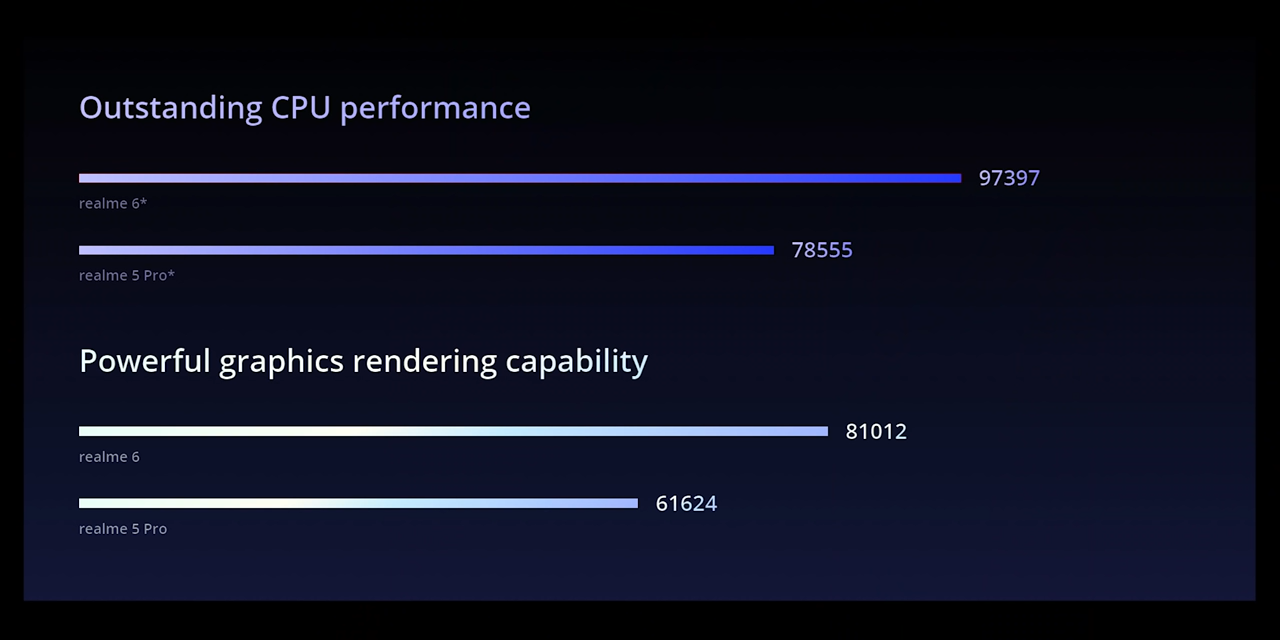 Outstanding CPU performance
97397
realme 6*
78555
realme 5 Pro*
Powerful graphics rendering capability
81012
realme 6
61624
realme 5 Pro